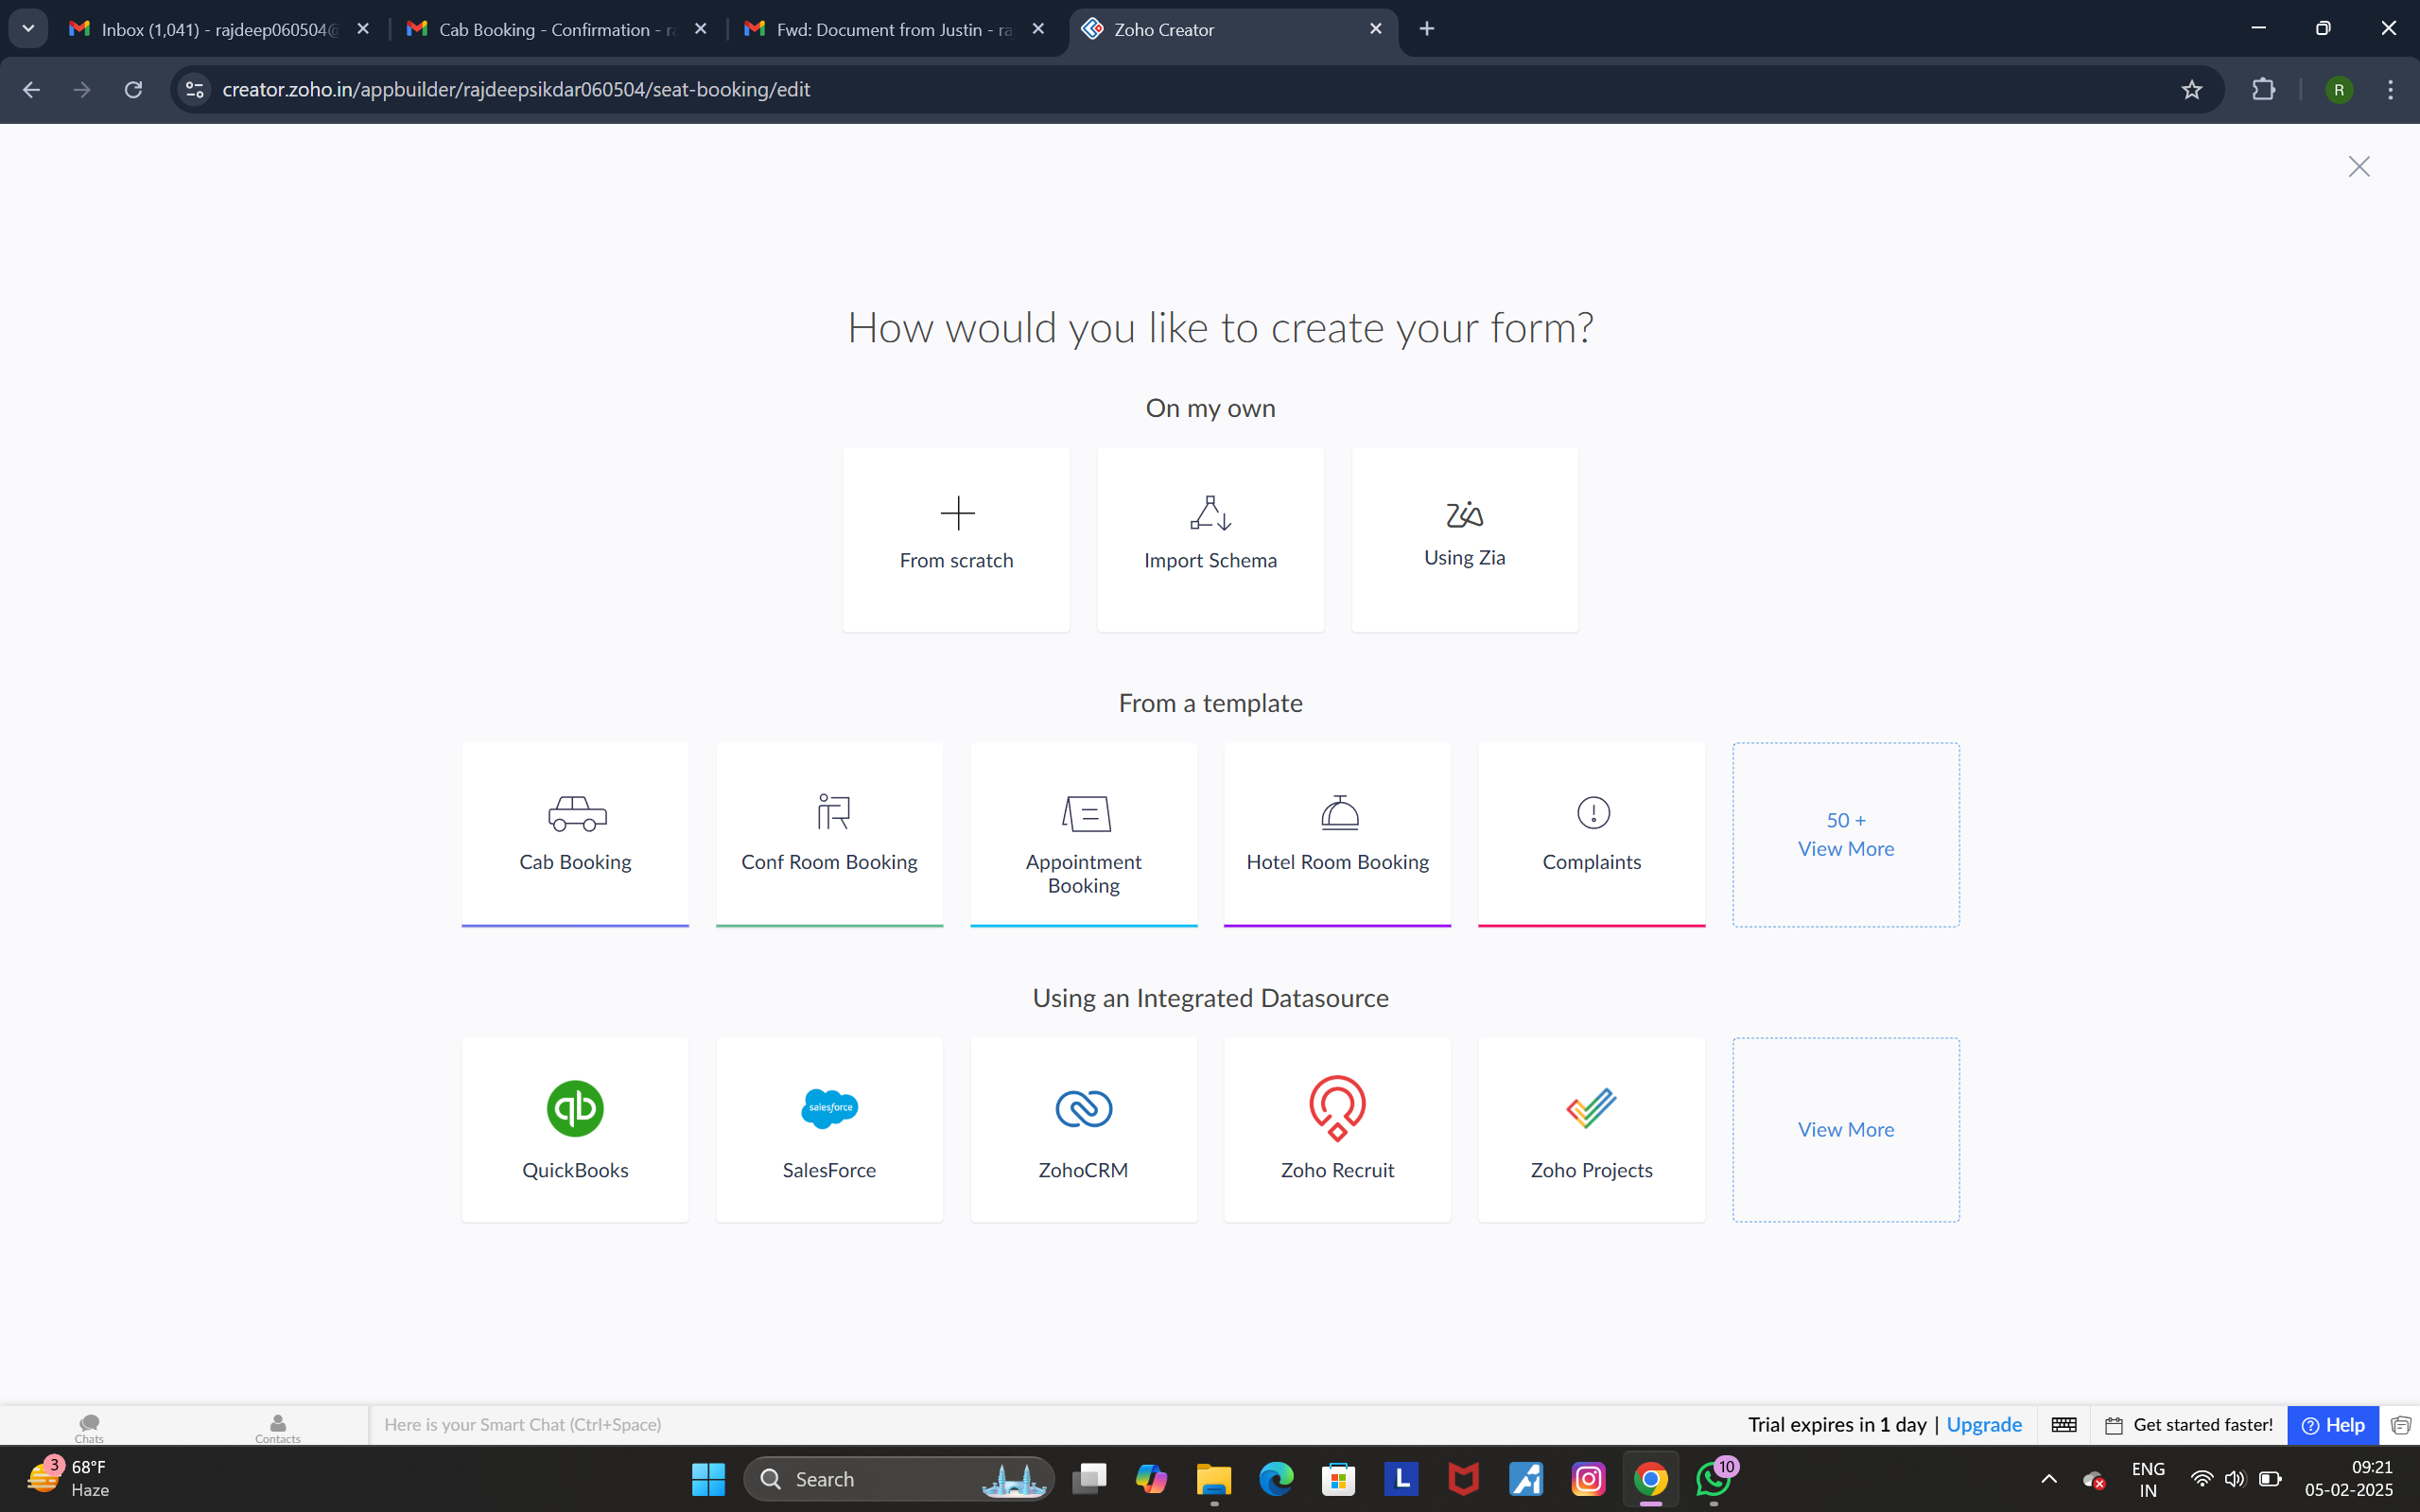 Inbox (1,041) - rajdeep060504@
Cab Booking - Confirmation - ra
Fwd: Document from Justin - ra
Zoho Creator
creator.zoho.in/appbuilder/rajdeepsikdar060504/seat-booking/edit
R
How would you like to create your form?
On my own
From scratch
Import Schema
Zia
Using Zia
From a template
Cab Booking
Conf Room Booking
Appointment
Booking
Hotel Room Booking
Complaints
50 +
View More
Using an Integrated Datasource
qb
QuickBooks
salesforce
SalesForce
ZohoCRM
Zoho Recruit
Zoho Projects
View More
Chats
Contacts
Here is your Smart Chat (Ctrl+Space)
Trial expires in 1 day | Upgrade
Get started faster!
Help
3
68°F
Haze
Search
L
10
ENG
IN
09:21
05-02-2025